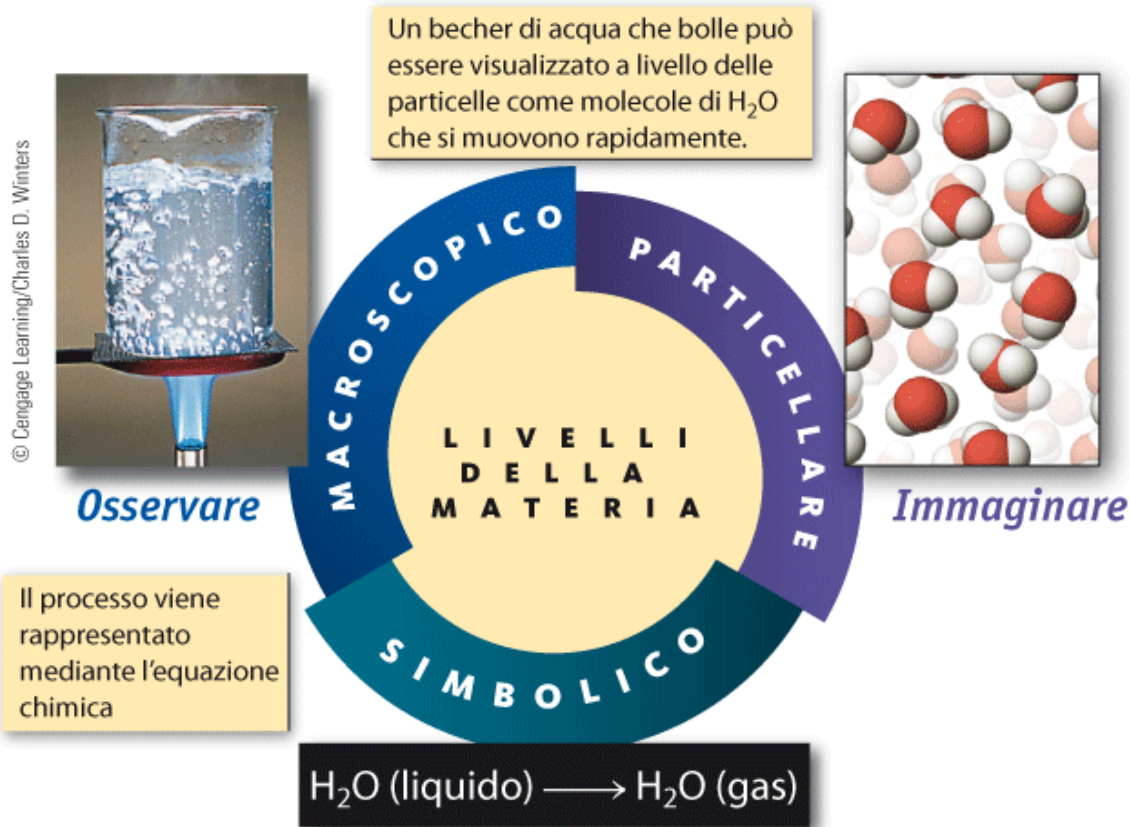 Un becher di acqua che bolle può
essere visualizzato a livello delle
particelle come molecole di H₂O
che si muovono rapidamente.
© Cengage Learning/Charles D. Winters
MACROSCOPICO
PARTICELLARE
LIVELLI
DELLA
MATERIA
Osservare
Immaginare
Il processo viene
rappresentato
mediante l'equazione
chimica
SIMBOLICO
H₂O (liquido) ⟶ H₂O (gas)